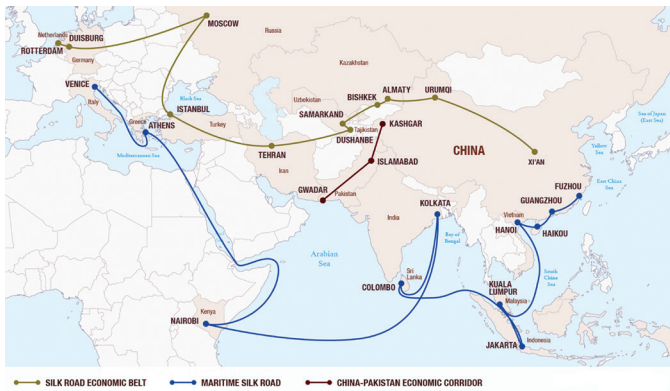 MOSCOW
Netherlands
DUISBURG
ROTTERDAM
Germany
Russia
Kazakhstan
VENICE
Italy
Black Sea
ISTANBUL
Greece
ATHENS
Turkey
Mediterranean Sea
Uzbekistan
BISHKEK
ALMATY
URUMQI
SAMARKAND
Tajikistan
DUSHANBE
KASHGAR
TEHRAN
Iran
ISLAMABAD
CHINA
XI'AN
Sea of Japan
(East Sea)
Yellow
Sea
East China
Sea
GWADAR
Pakistan
India
KOLKATA
FUZHOU
GUANGZHOU
Vietnam
HANOI
HAIKOU
Arabian
Sea
Bay of
Bengal
South
China Sea
COLOMBO
Sri
Lanka
KUALA
LUMPUR
Malaysia
Kenya
NAIROBI
JAKARTA
Indonesia
SILK ROAD ECONOMIC BELT
MARITIME SILK ROAD
CHINA-PAKISTAN ECONOMIC CORRIDOR